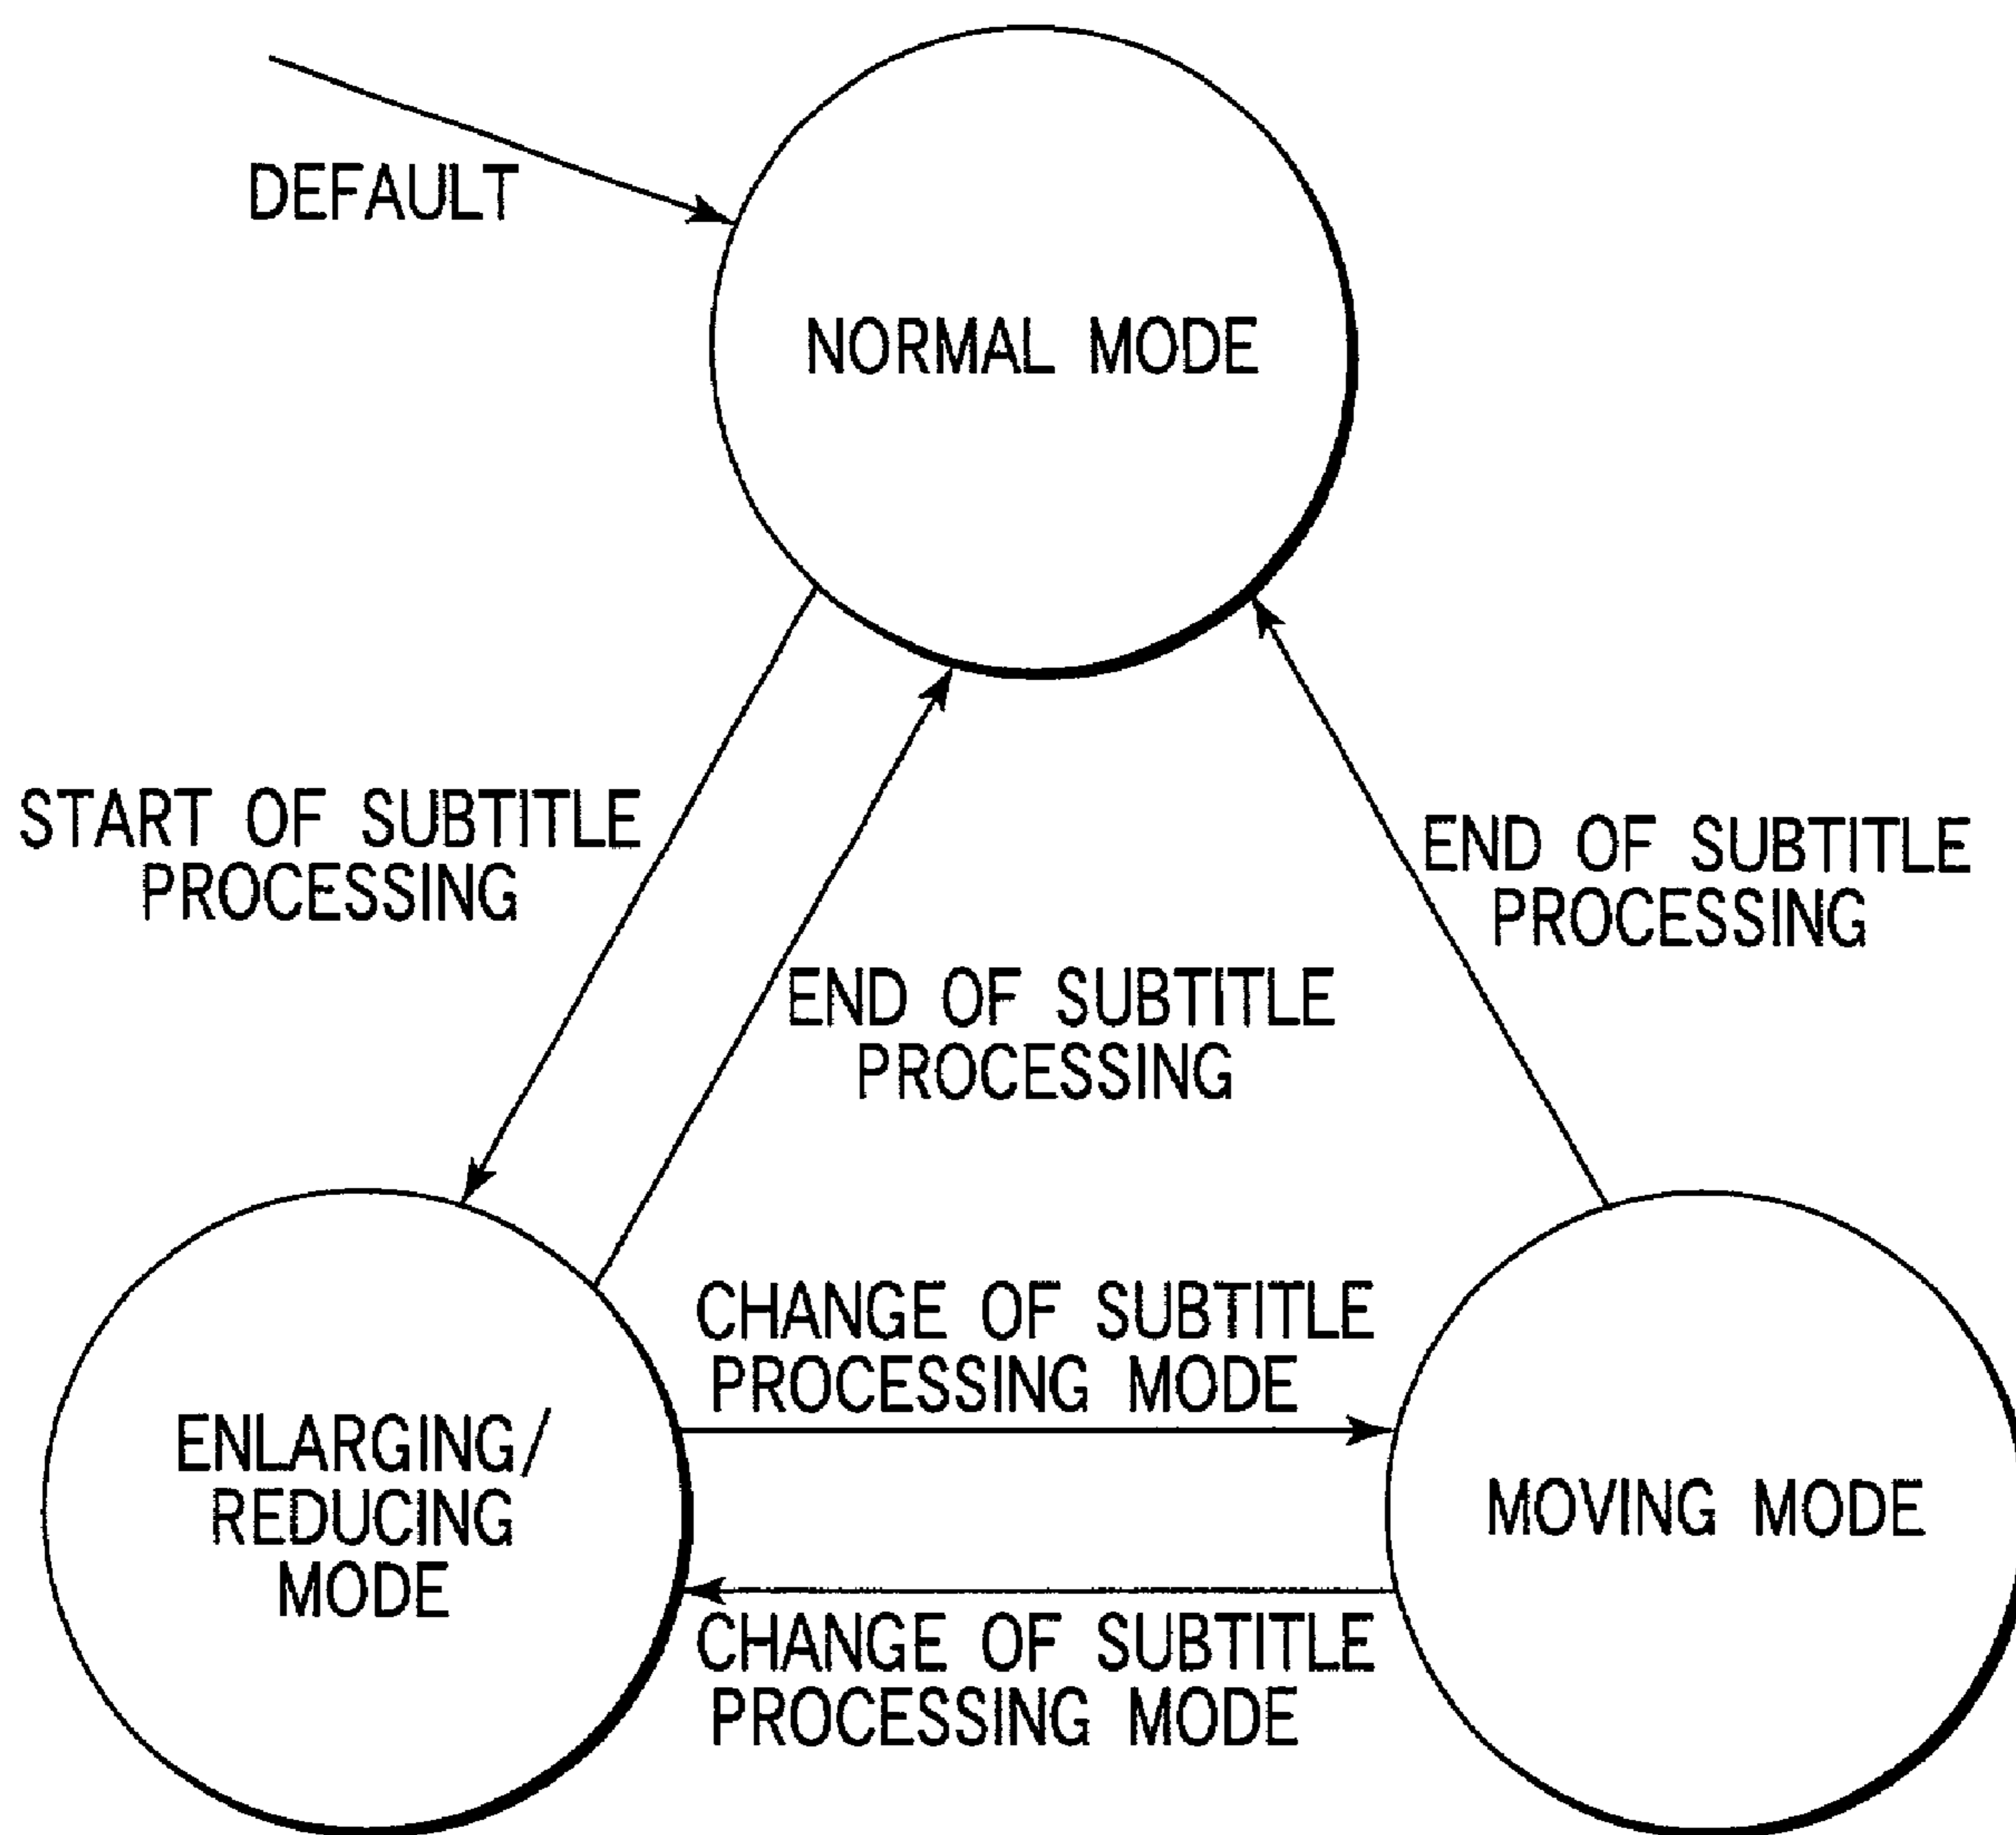 DEFAULT
NORMAL MODE
START OF SUBTITLE
PROCESSING
END OF SUBTITLE
PROCESSING
END OF SUBTITLE
PROCESSING
CHANGE OF SUBTITLE
PROCESSING MODE
ENLARGING/
REDUCING
MODE
MOVING MODE
CHANGE OF SUBTITLE
PROCESSING MODE